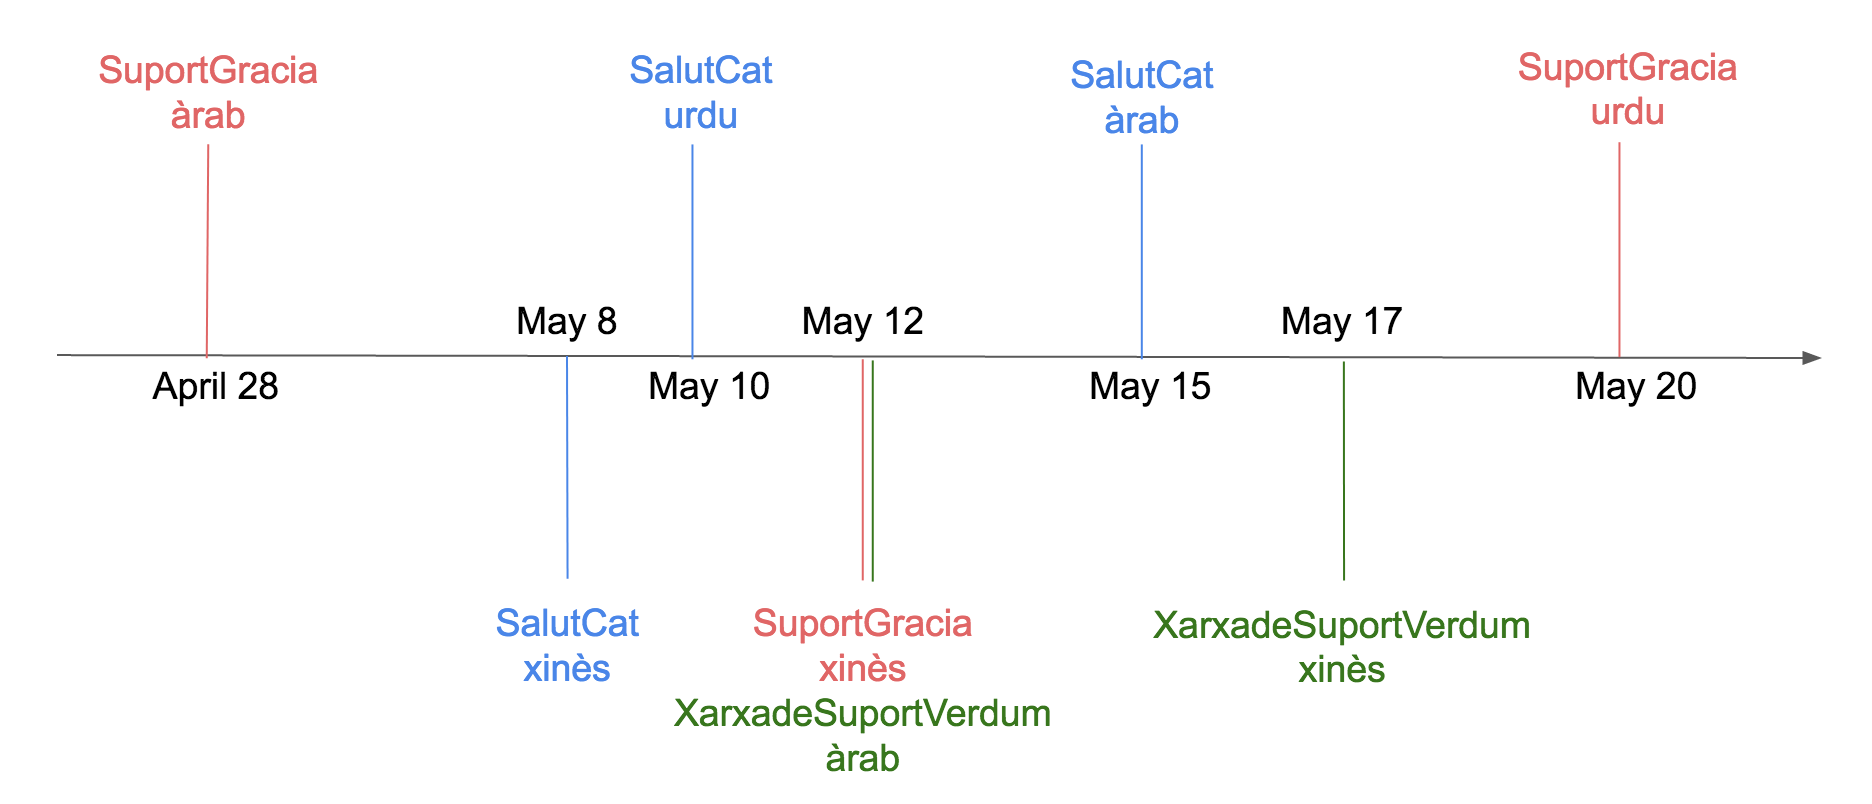 SuportGracia
àrab
SalutCat
urdu
SalutCat
àrab
SuportGracia
urdu
May 8
May 12
May 17
April 28
May 10
May 15
May 20
SalutCat
xinès
SuportGracia
xinès
XarxadeSuportVerdum
àrab
XarxadeSuportVerdum
xinès